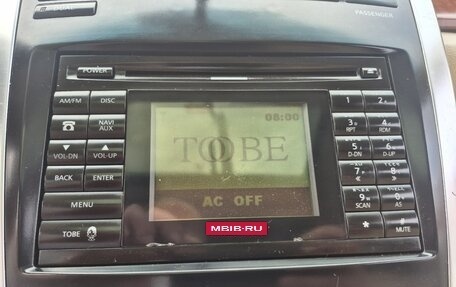 DUAL
PASSENGER
POWER
AM/FM
DISC
NAVI
AUX
VOL-DN
VOL-UP
BACK
ENTER
MENU
TOBE
08:00
TOOBE
AC OFF
MBIB.RU
1
2
3
RPT
4
RDM
5
D-DN
6
D-UP
7
8
9
SCAN
0
AS
*
#
MUTE